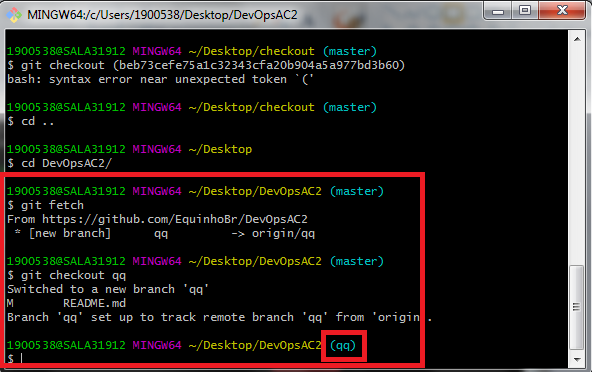 MINGW64:/c/Users/1900538/Desktop/DevOpsAC2
1900538@SALA31912 MINGW64 ~/Desktop/checkout (master)
$ git checkout (beb73cefe75a1c32343cfa20b904a5a977bd3b60)
bash: syntax error near unexpected token `('
1900538@SALA31912 MINGW64 ~/Desktop/checkout (master)
$ cd ..
1900538@SALA31912 MINGW64 ~/Desktop
$ cd DevOpsAC2/
1900538@SALA31912 MINGW64 ~/Desktop/DevOpsAC2 (master)
$ git fetch
From https://github.com/EquinhoBr/DevOpsAC2
* [new branch] qq -> origin/qq
1900538@SALA31912 MINGW64 ~/Desktop/DevOpsAC2 (master)
$ git checkout qq
Switched to a new branch 'qq'
M README.md
Branch 'qq' set up to track remote branch 'qq' from 'origin'.
1900538@SALA31912 MINGW64 ~/Desktop/DevOpsAC2 (qq)
$